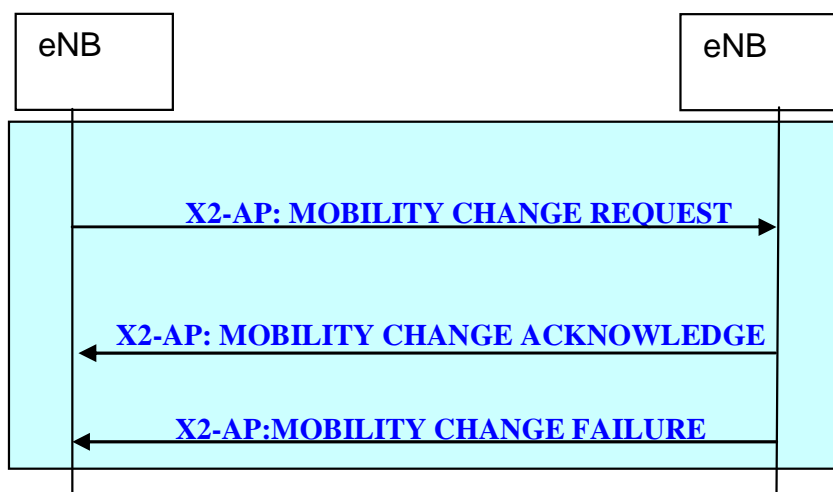 eNB
eNB
X2-AP: MOBILITY CHANGE REQUEST
X2-AP: MOBILITY CHANGE ACKNOWLEDGE
X2-AP:MOBILITY CHANGE FAILURE